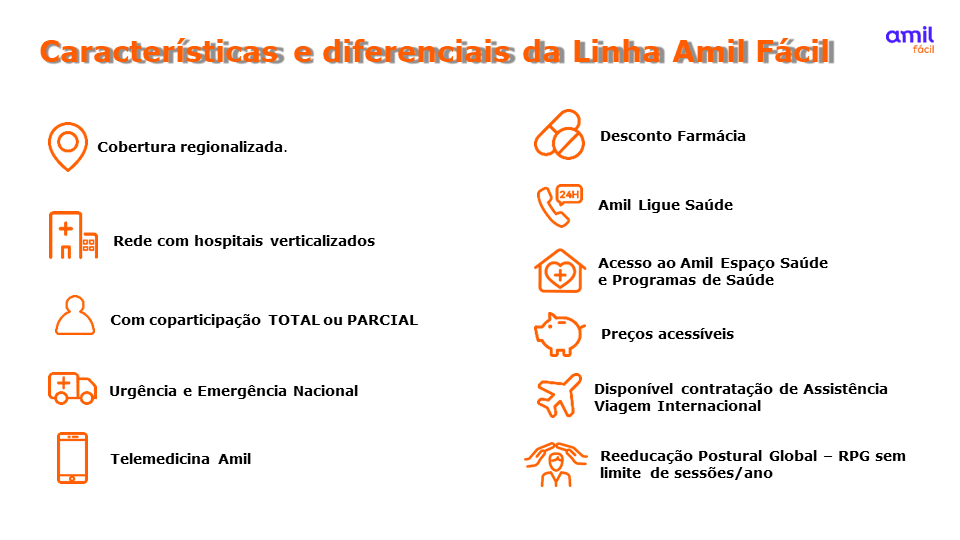 Características e diferenciais da Linha Amil Fácil
amil
fácil
Cobertura regionalizada.
Rede com hospitais verticalizados
Com coparticipação TOTAL ou PARCIAL
Urgência e Emergência Nacional
Telemedicina Amil
Desconto Farmácia
24H
Amil Ligue Saúde
Acesso ao Amil Espaço Saúde
e Programas de Saúde
Preços acessíveis
Disponível contratação de Assistência
Viagem Internacional
Reeducação Postural Global – RPG sem
limite de sessões/ano